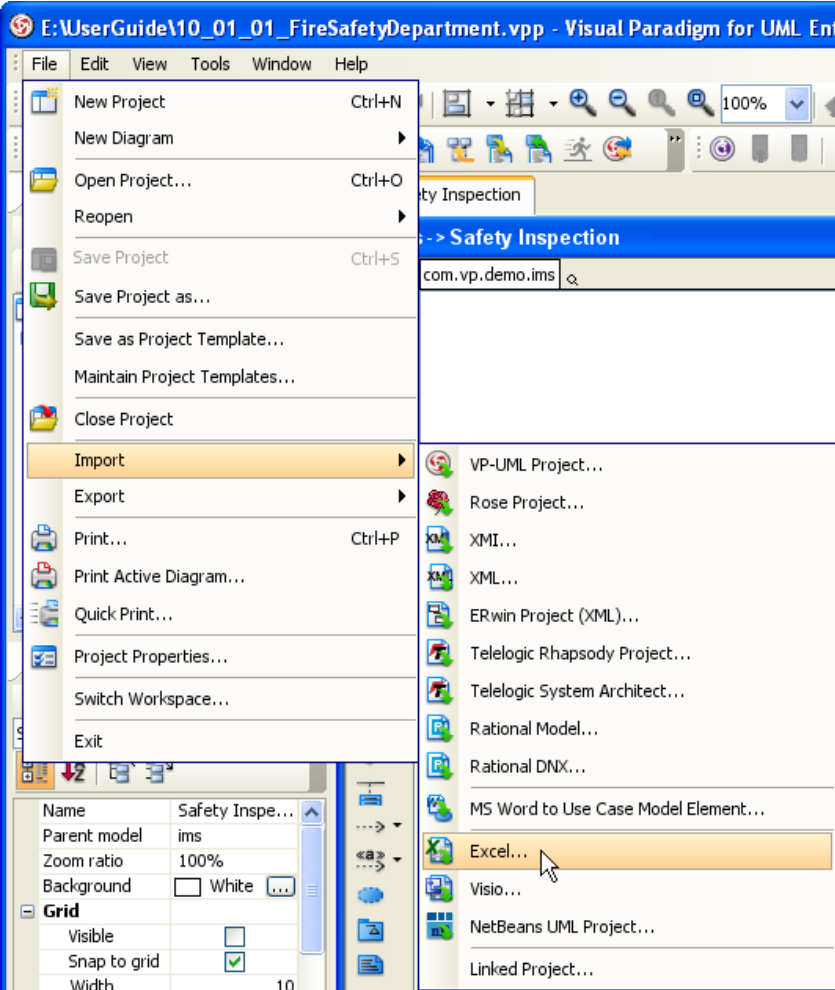 E:\UserGuide\10_01_01_FireSafetyDepartment.vpp - Visual Paradigm for UML Ent
File Edit View Tools Window Help
New Project Ctrl+N
100%
New Diagram
Open Project... Ctrl+O
ty Inspection
Reopen
-> Safety Inspection
Save Project Ctrl+S
com.vp.demo.ims
Save Project as...
Save as Project Template...
Maintain Project Templates...
Close Project
Import
Export
Print... Ctrl+P
Print Active Diagram...
Quick Print...
Project Properties...
Switch Workspace...
Exit
VP-UML Project...
Rose Project...
XMI...
XML...
ERwin Project (XML)...
Telelogic Rhapsody Project...
Telelogic System Architect...
Rational Model...
Rational DNX...
MS Word to Use Case Model Element...
Excel...
Visio...
NetBeans UML Project...
Linked Project...
Name Safety Inspe...
Parent model ims
Zoom ratio 100%
Background White ...
Grid
Visible
Snap to grid
Width 10